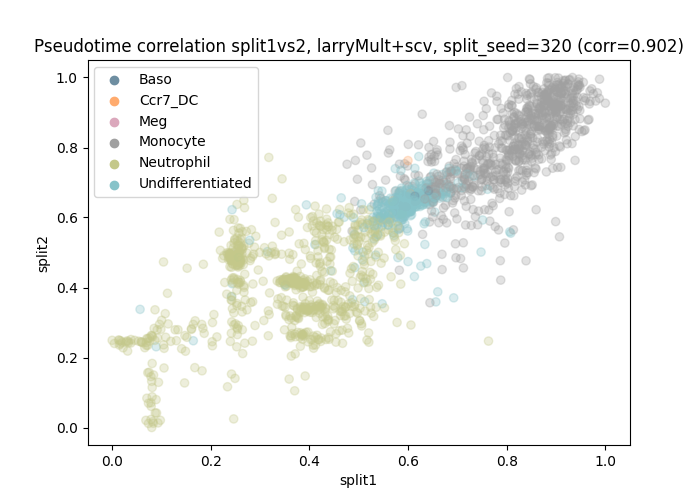 Pseudotime correlation split1vs2, larryMult+scv, split_seed=320 (corr=0.902)
Baso
Ccr7_DC
Meg
Monocyte
Neutrophil
Undifferentiated
1.0
0.8
0.6
0.4
0.2
0.0
split2
0.0 0.2 0.4 0.6 0.8 1.0
split1